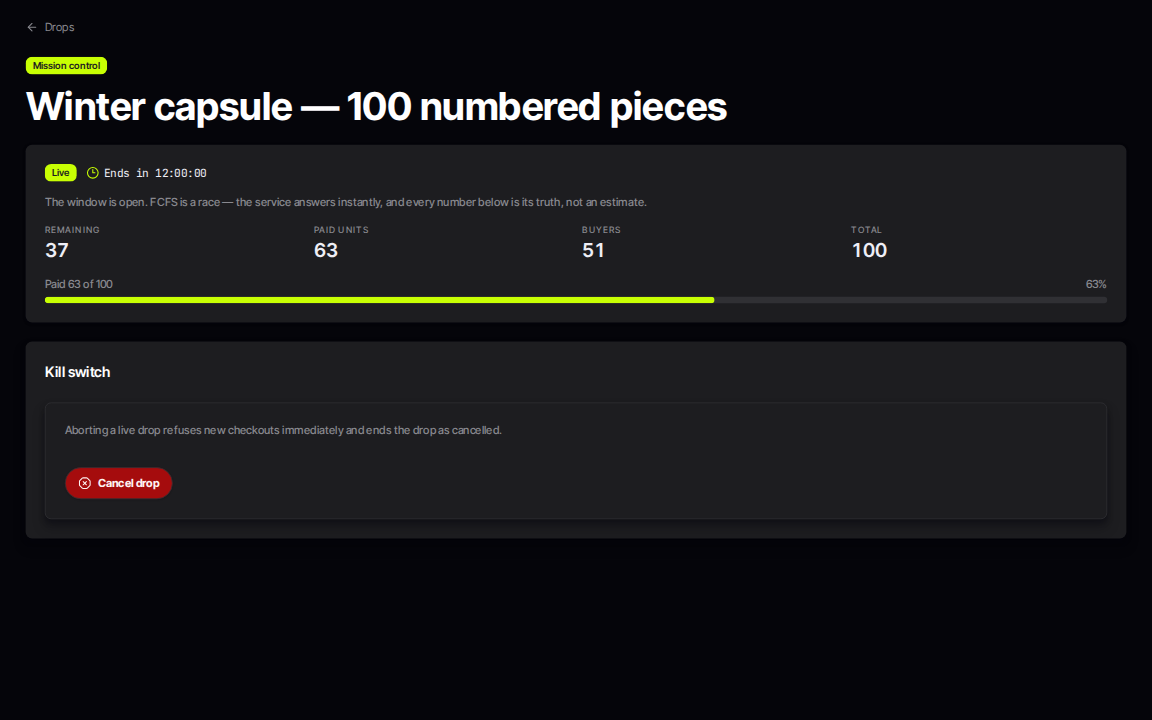 Drops
Mission control
Winter capsule — 100 numbered pieces
Live Ends in 12:00:00
The window is open. FCFS is a race — the service answers instantly, and every number below is its truth, not an estimate.
REMAINING PAID UNITS BUYERS TOTAL
37 63 51 100
Paid 63 of 100 63%
Kill switch
Aborting a live drop refuses new checkouts immediately and ends the drop as cancelled.
Cancel drop